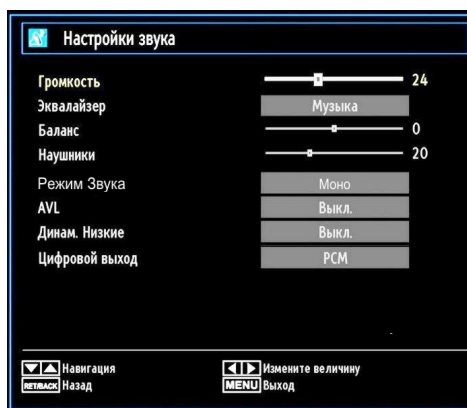 Настройки звука
Громкость 24
Эквалайзер Музыка
Баланс 0
Наушники 20
Режим Звука Моно
AVL Выкл.
Динам. Низкие Выкл.
Цифровой выход PCM
Навигация Измените величину
RET/BACK Назад MENU Выход